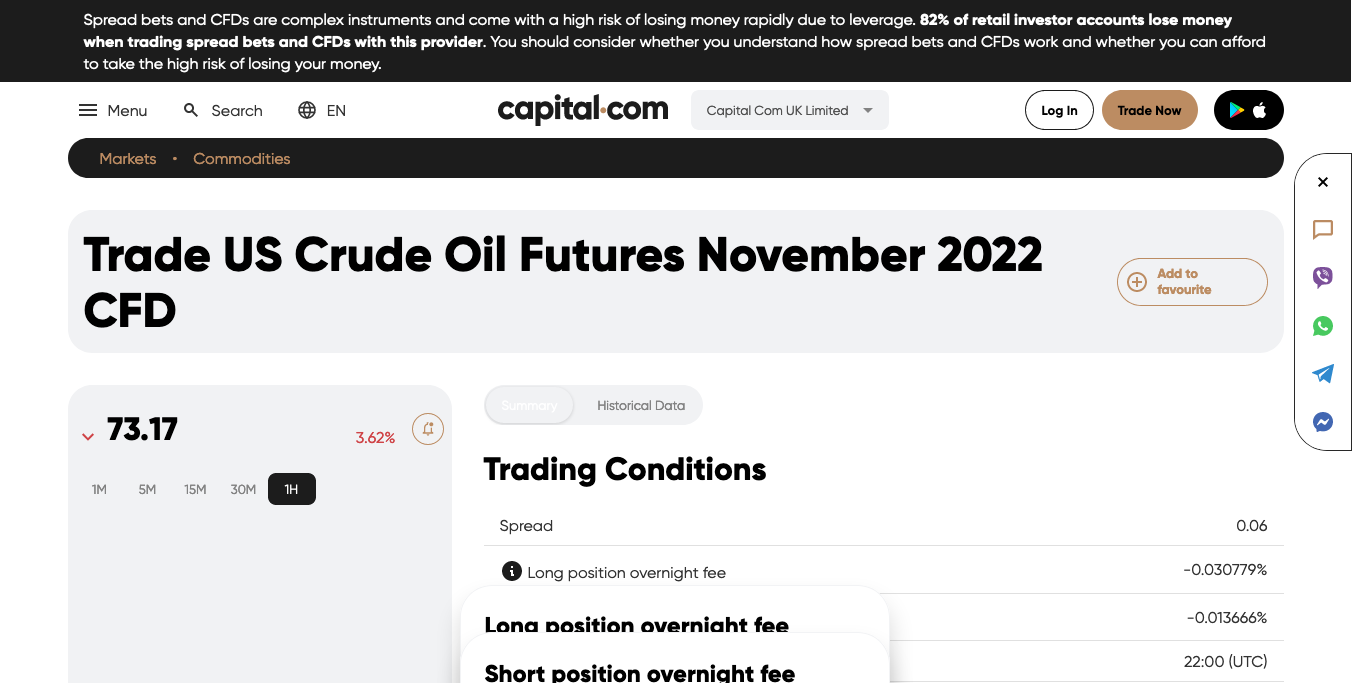 Spread bets and CFDs are complex instruments and come with a high risk of losing money rapidly due to leverage. 82% of retail investor accounts lose money
when trading spread bets and CFDs with this provider. You should consider whether you understand how spread bets and CFDs work and whether you can afford
to take the high risk of losing your money.
Menu
Search
EN
capital.com
Capital Com UK Limited
Log In
Trade Now
Markets
Commodities
Trade US Crude Oil Futures November 2022
CFD
Add to
favourite
73.17
3.62%
1M
5M
15M
30M
1H
Summary
Historical Data
Trading Conditions
Spread
0.06
Long position overnight fee
-0.030779%
Long position overnight fee
-0.013666%
Short position overnight fee
22:00 (UTC)